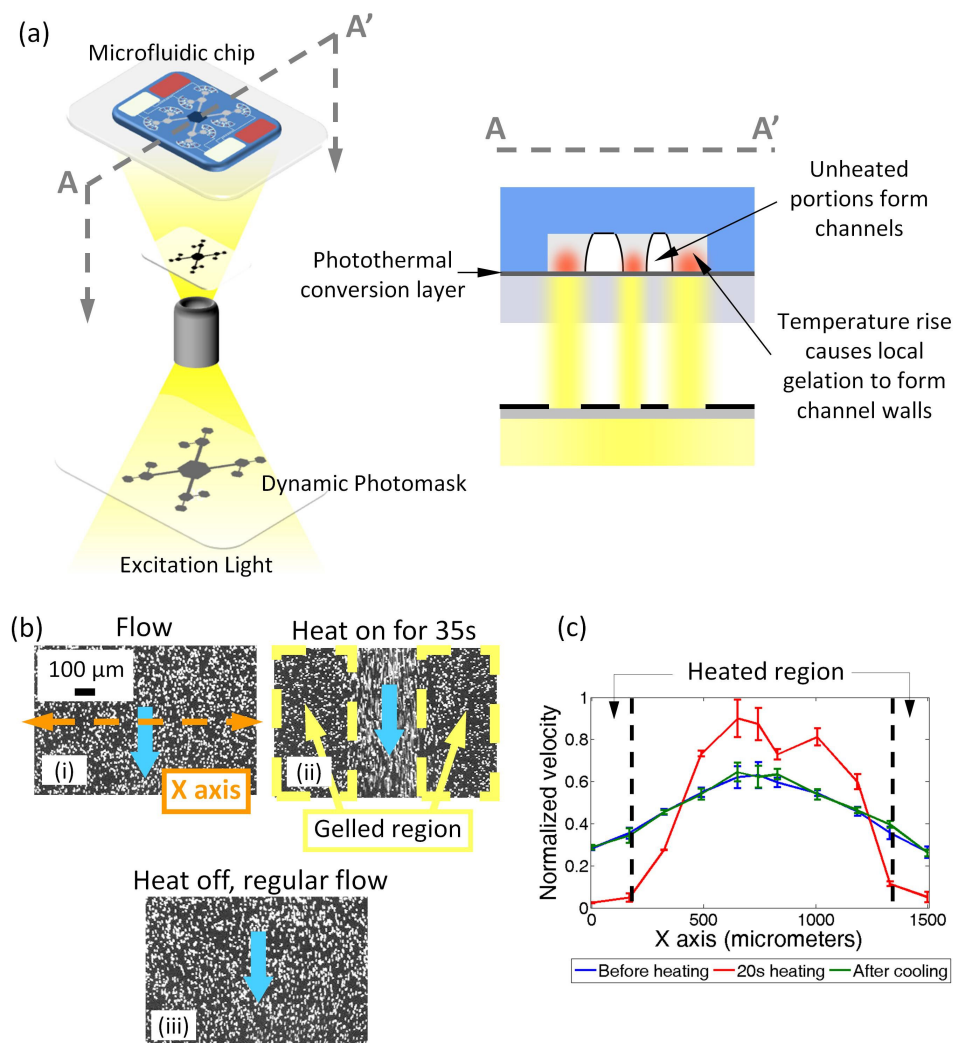 (a)
A
A'
Microfluidic chip
A
A'
Unheated
portions form
channels
Photothermal
conversion layer
Temperature rise
causes local
gelation to form
channel walls
Dynamic Photomask
Excitation Light
(b)
Flow
100 µm
(i)
X axis
Heat on for 35s
(ii)
Gelled region
Heat off, regular flow
(iii)
(c)
Heated region
Normalized velocity
1
0.8
0.6
0.4
0.2
0
0
500
1000
1500
X axis (micrometers)
Before heating
20s heating
After cooling